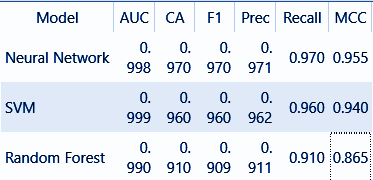 Model AUC CA F1 Prec Recall MCC
Neural Network 0.998 0.970 0.970 0.971 0.970 0.955
SVM 0.999 0.960 0.960 0.962 0.960 0.940
Random Forest 0.990 0.910 0.909 0.911 0.910 0.865